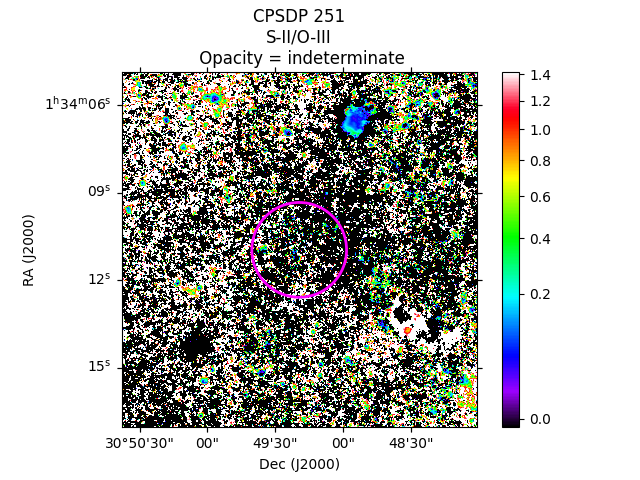 CPSDP 251
S-II/O-III
Opacity = indeterminate
1ʰ34ᵐ06ˢ
09ˢ
12ˢ
15ˢ
RA (J2000)
30°50'30" 00" 49'30" 00" 48'30"
Dec (J2000)
1.4
1.2
1.0
0.8
0.6
0.4
0.2
0.0